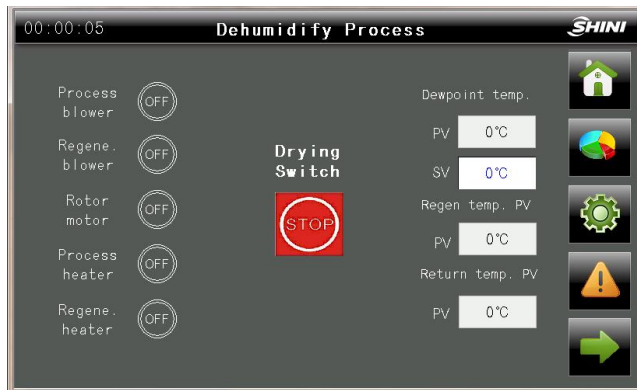 00:00:05
Dehumidify Process
SHINI
Process
blower
OFF
Regene.
blower
OFF
Rotor
motor
OFF
Process
heater
OFF
Regene.
heater
OFF
Drying
Switch
STOP
Dewpoint temp.
PV 0℃
SV 0℃
Regen temp. PV
PV 0℃
Return temp. PV
PV 0℃